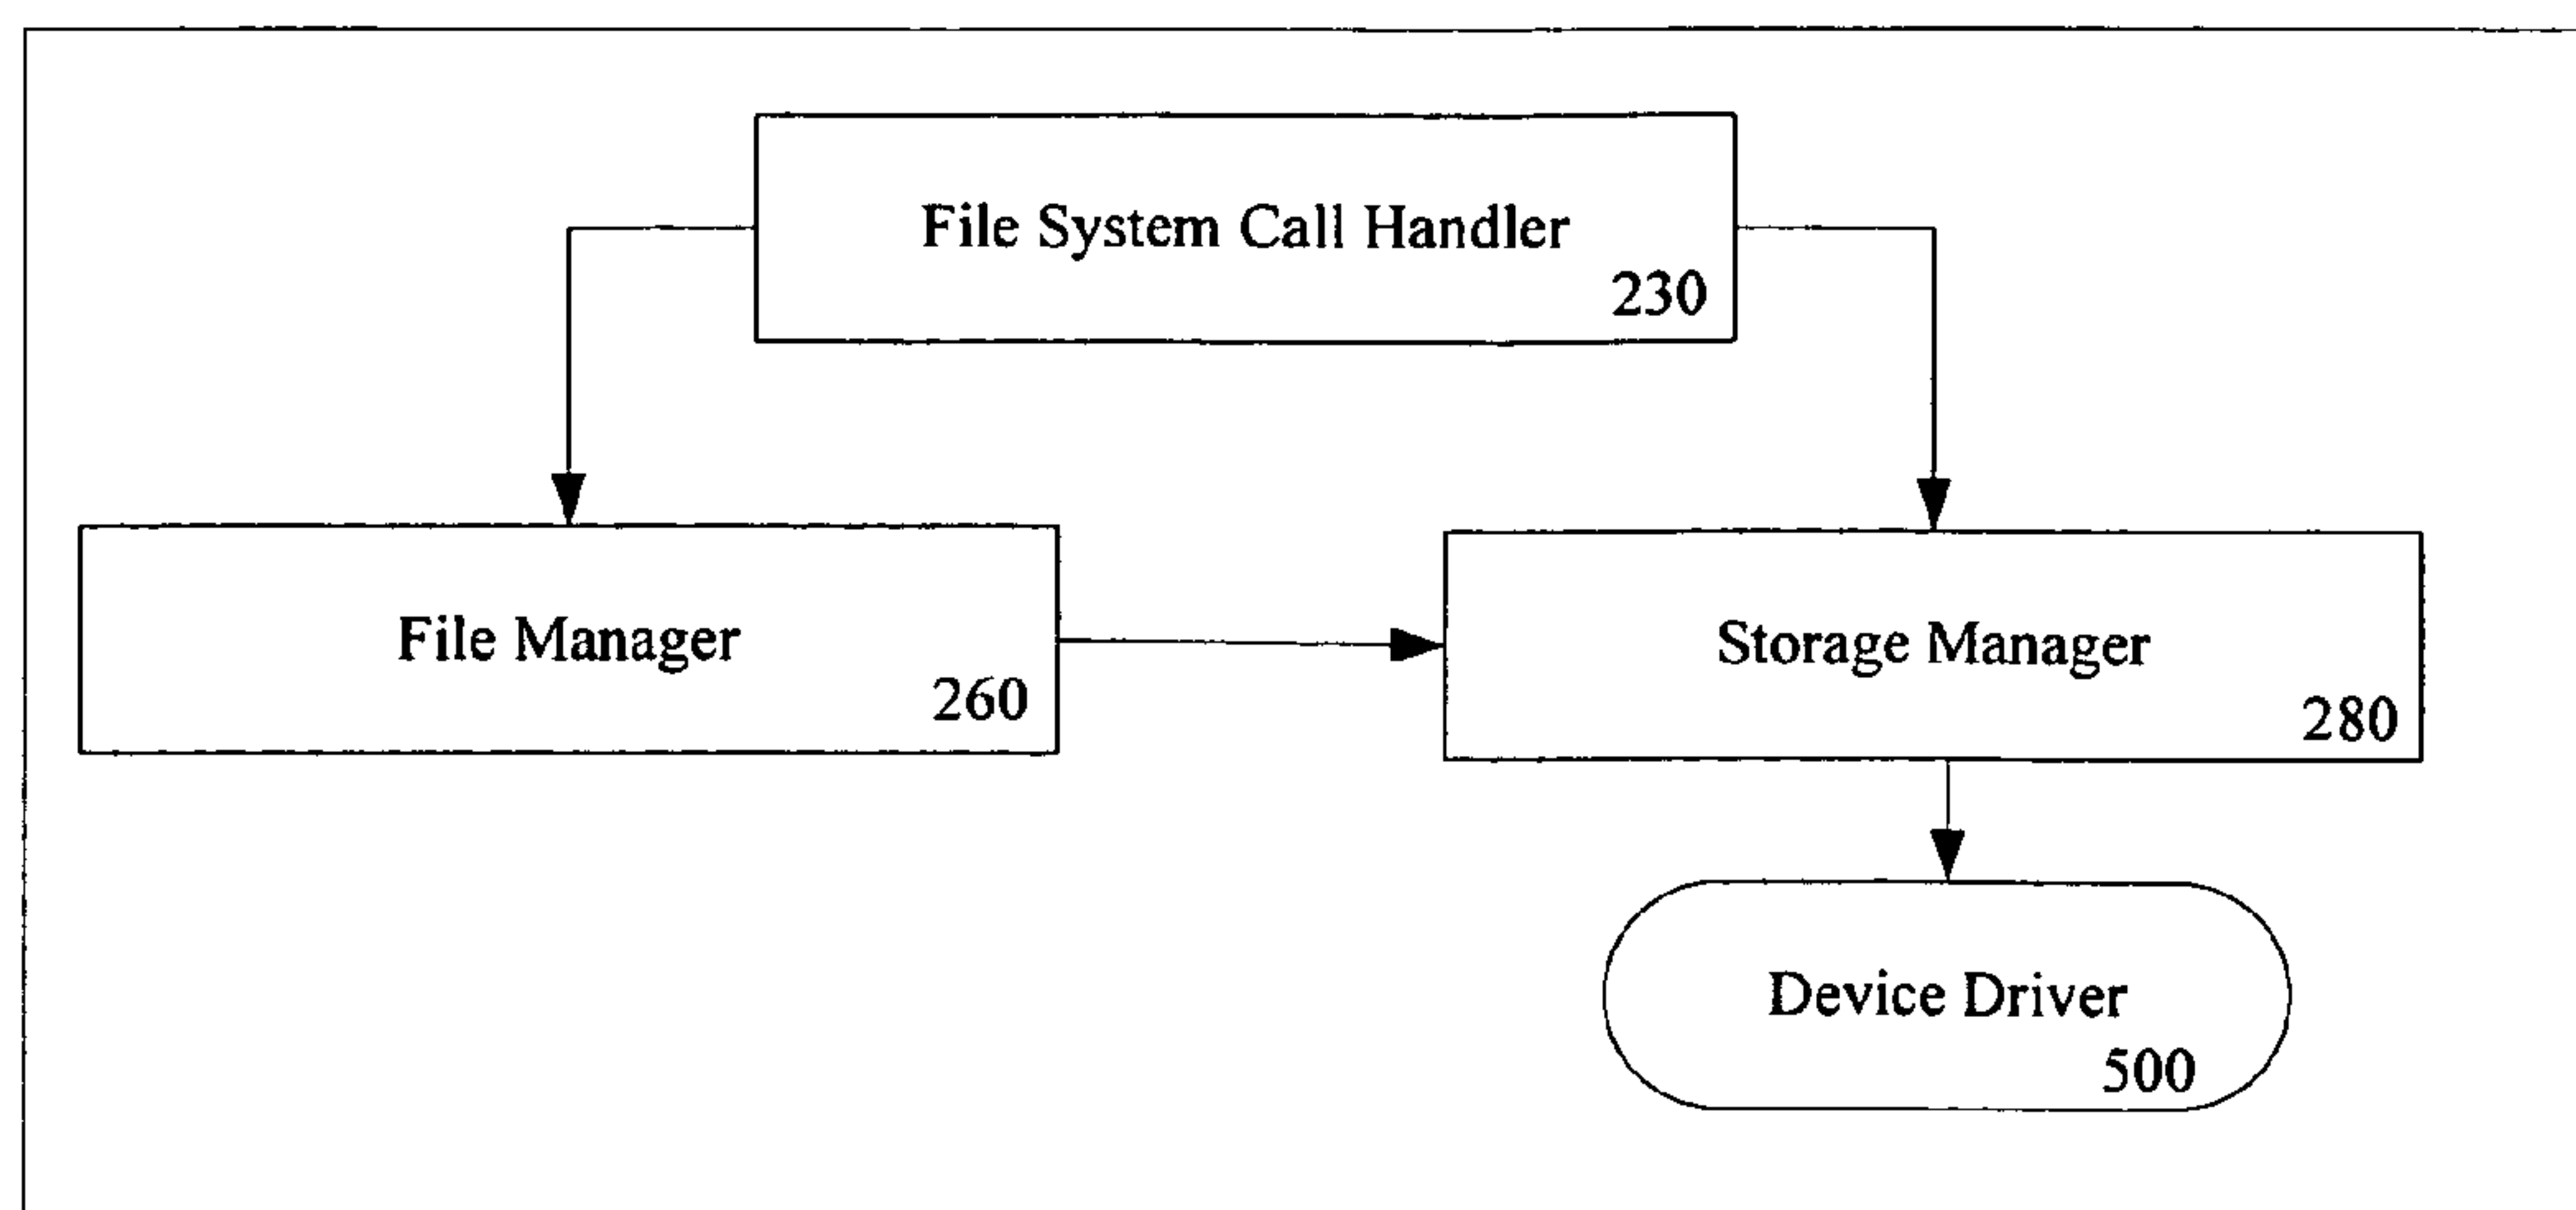 File System Call Handler
230
File Manager
260
Storage Manager
280
Device Driver
500